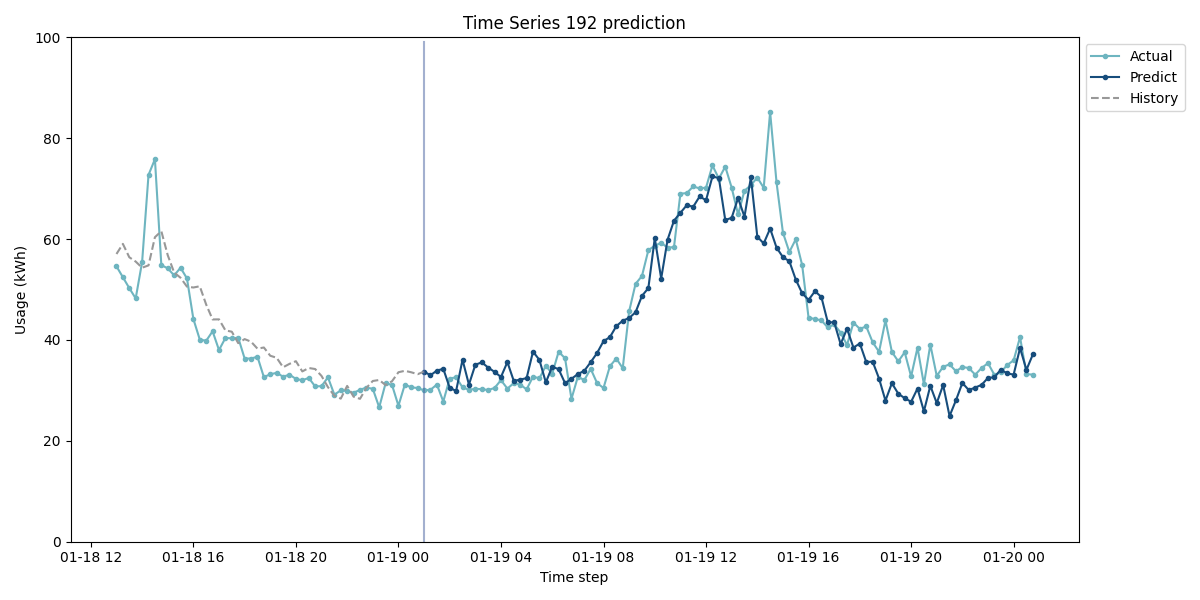 Time Series 192 prediction
100
80
60
40
20
0
Usage (kWh)
01-18 12
01-18 16
01-18 20
01-19 00
01-19 04
01-19 08
01-19 12
01-19 16
01-19 20
01-20 00
Time step
Actual
Predict
History